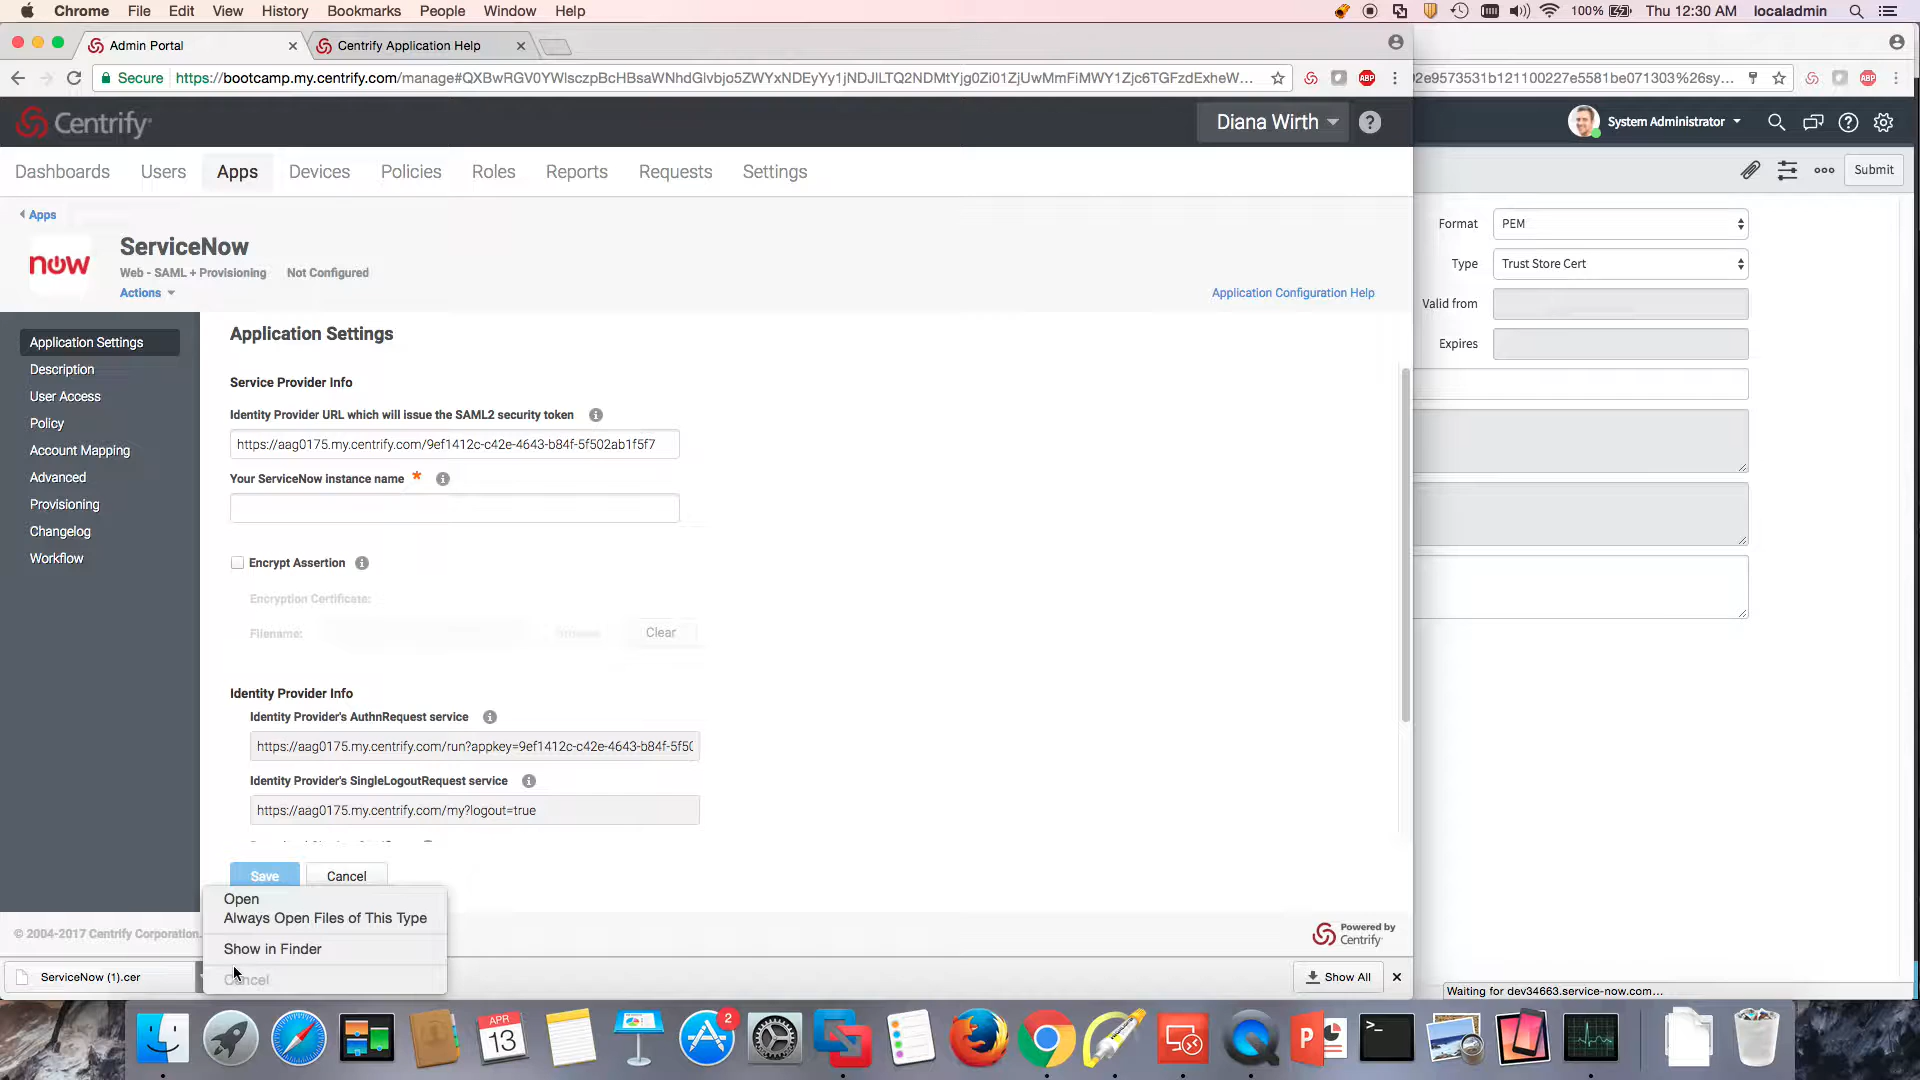 Chrome File Edit View History Bookmarks People Window Help 100% Thu 12:30 AM localadmin
Admin Portal Centrify Application Help
Secure https://bootcamp.my.centrify.com/manage#QXBwRGV0YWlsczpBcHBsaWNhdGlvbjo5ZWYxNDEyYy1jNDJlLTQ2NDMtYjg0Zi01ZjUwMmFiMWY1Zjc6TGFzdExheW... 2e9573531b121100227e5581be071303%26sy...
Centrify Diana Wirth ? System Administrator
Dashboards Users Apps Devices Policies Roles Reports Requests Settings Submit
Apps
now
ServiceNow
Web - SAML + Provisioning Not Configured
Actions
Application Configuration Help
Application Settings
Description
User Access
Policy
Account Mapping
Advanced
Provisioning
Changelog
Workflow
Application Settings
Service Provider Info
Identity Provider URL which will issue the SAML2 security token
https://aag0175.my.centrify.com/9ef1412c-c42e-4643-b84f-5f502ab1f5f7
Your ServiceNow instance name *
Encrypt Assertion
Encryption Certificate:
Filename: Browse Clear
Identity Provider Info
Identity Provider's AuthnRequest service
https://aag0175.my.centrify.com/run?appkey=9ef1412c-c42e-4643-b84f-5f50
Identity Provider's SingleLogoutRequest service
https://aag0175.my.centrify.com/my?logout=true
Save Cancel
Open
Always Open Files of This Type
Show in Finder
Cancel
© 2004-2017 Centrify Corporation.
Powered by
Centrify
ServiceNow (1).cer
Show All
Format PEM
Type Trust Store Cert
Valid from
Expires
Waiting for dev34663.service-now.com...
APR
13
2